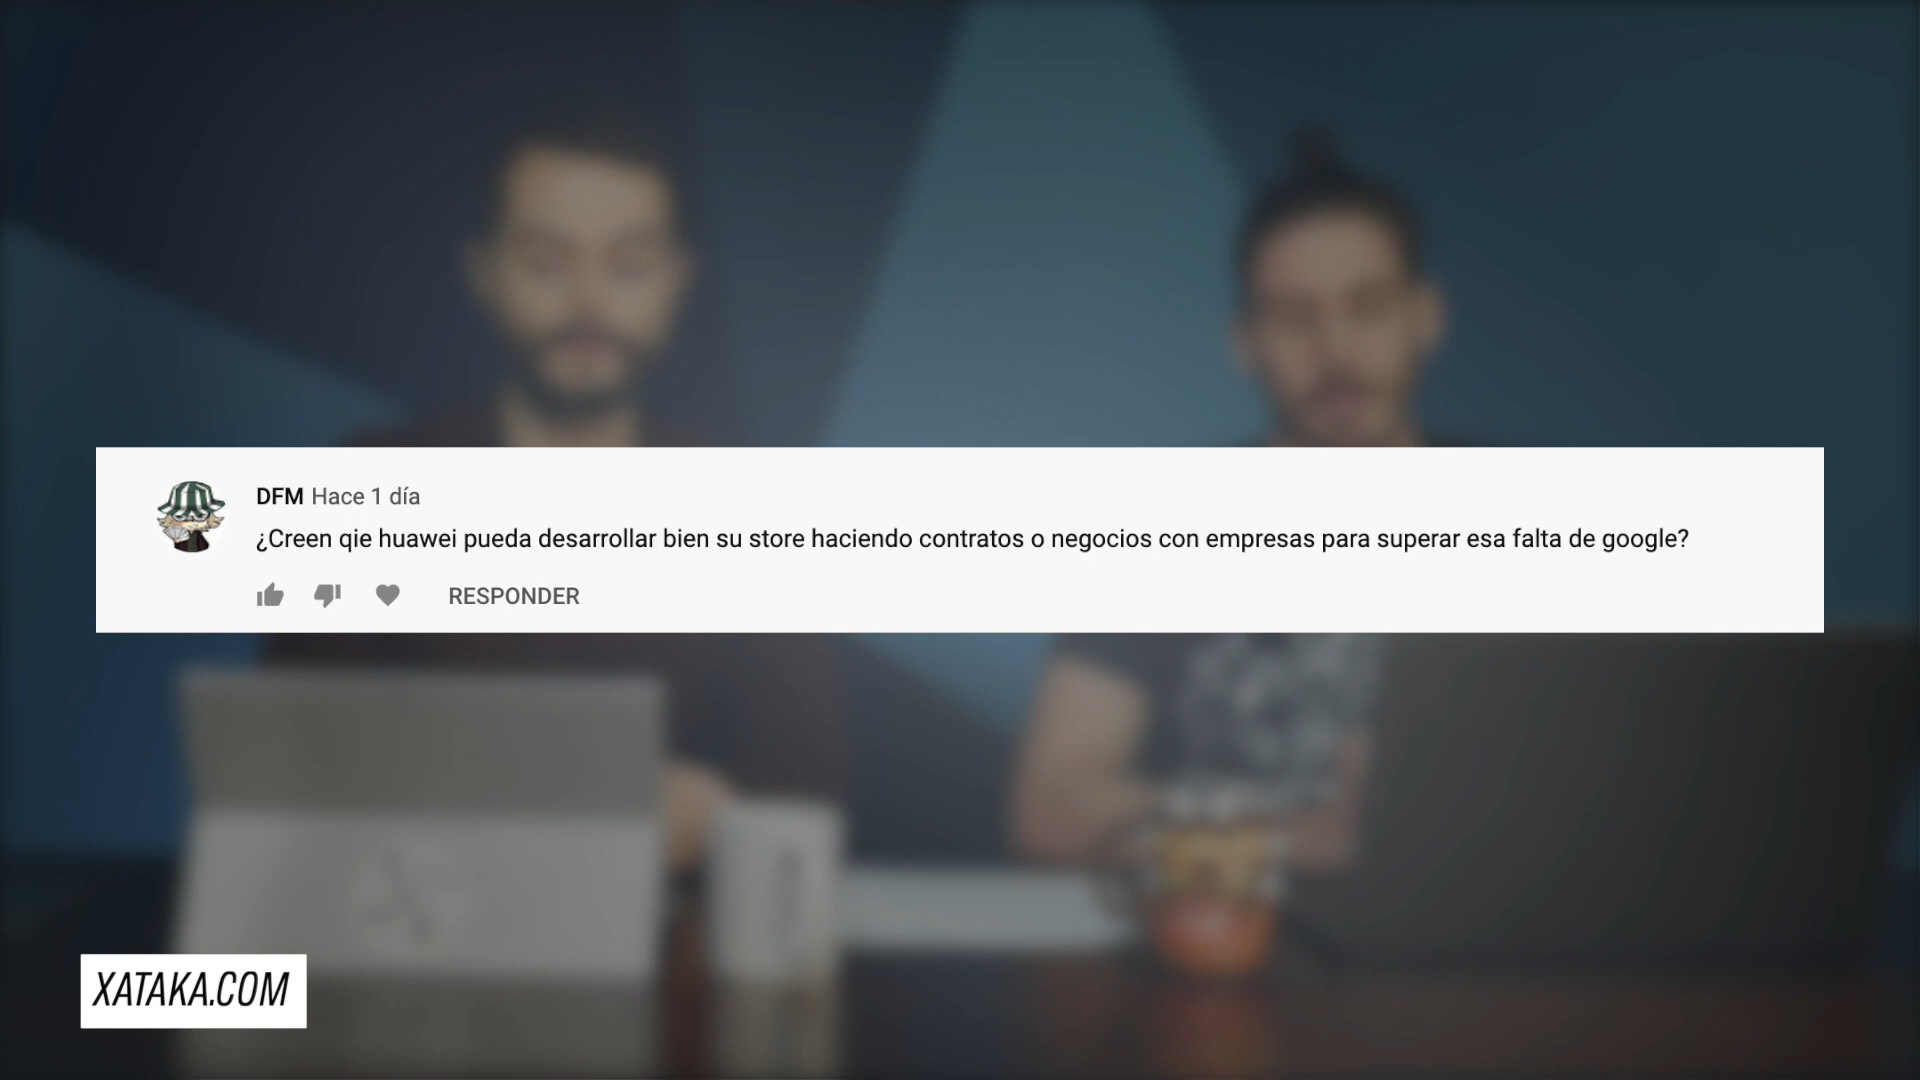 DFM Hace 1 día
¿Creen qie huawei pueda desarrollar bien su store haciendo contratos o negocios con empresas para superar esa falta de google?
RESPONDER
XATAKA.COM